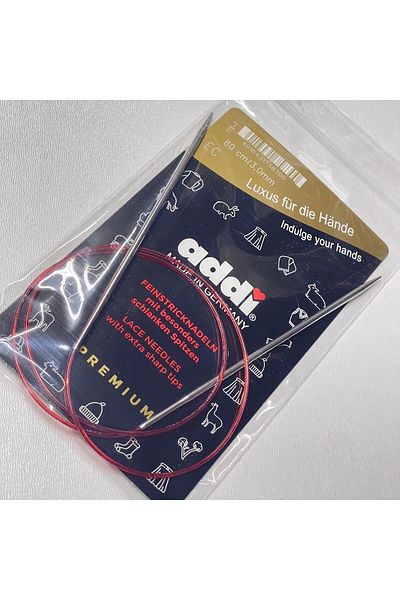 EC
80 cm/3,0mm
Luxus für die Hände
Indulge your hands
addi
MADE IN GERMANY
FEINSTRICKNADELN
mit besonders
schlanken Spitzen
LACE NEEDLES
with extra sharp tips
PREMIUM